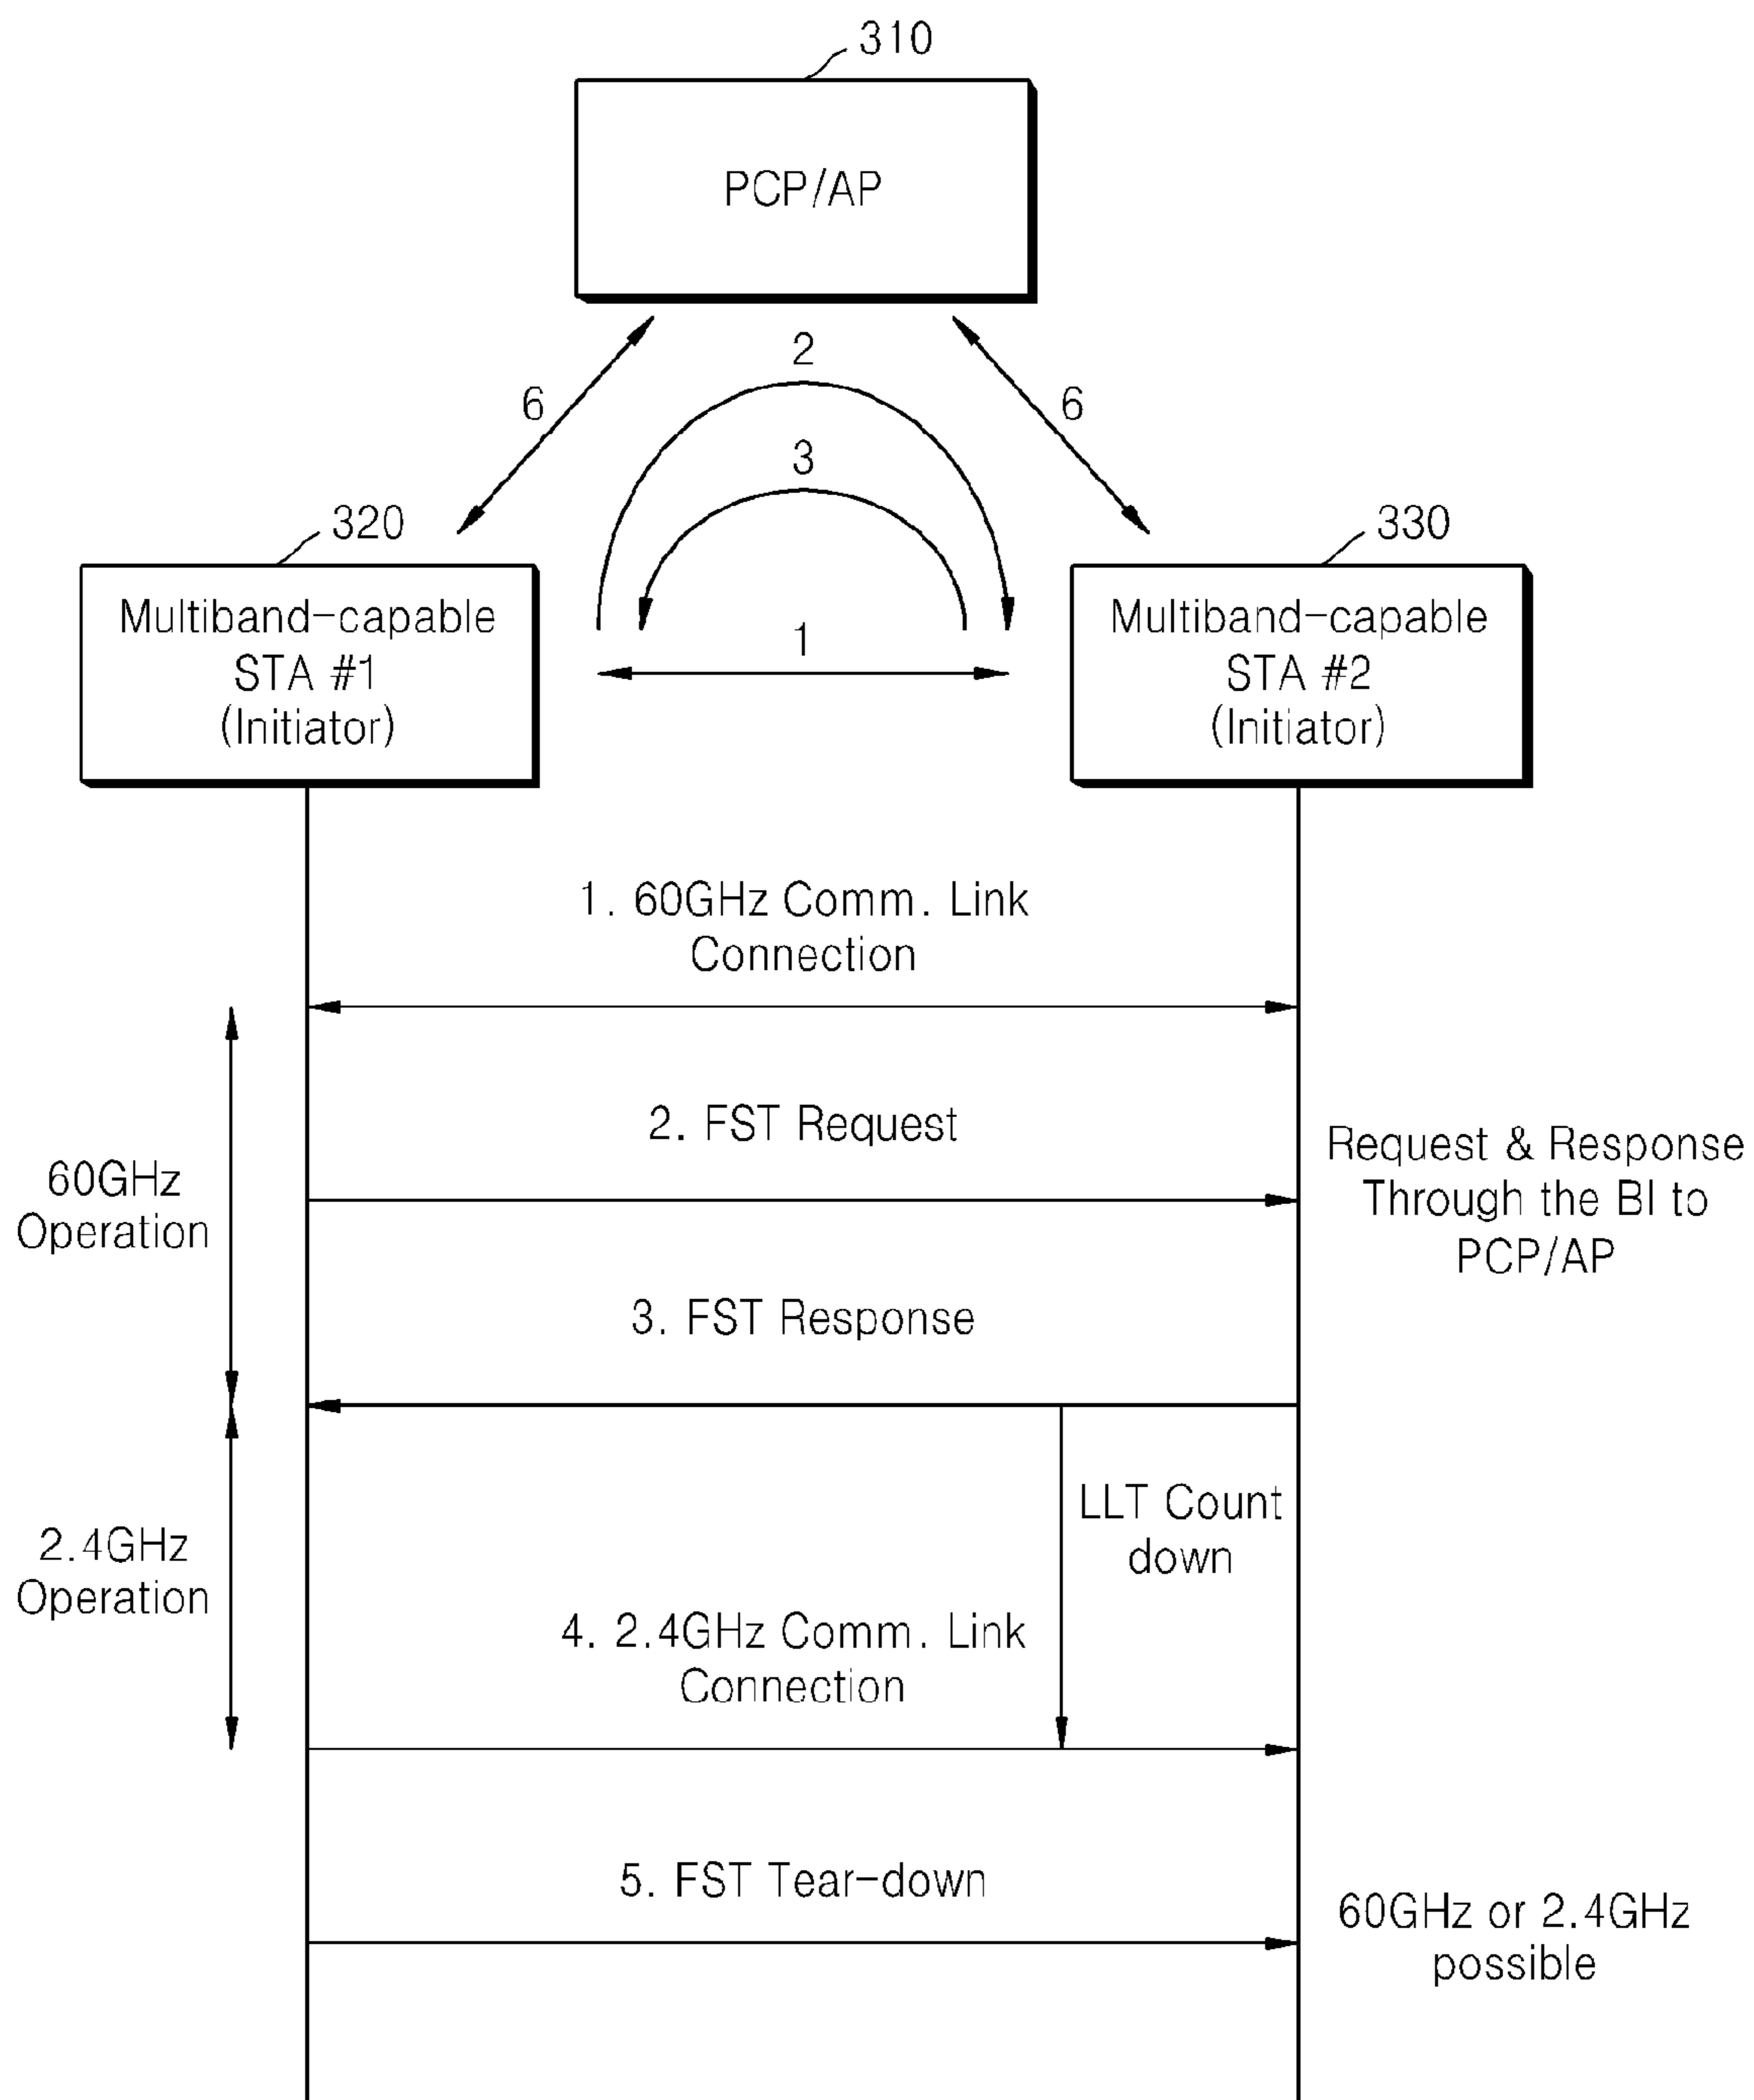 310
PCP/AP
2
6
6
3
320
330
Multiband-capable
STA #1
(Initiator)
1
Multiband-capable
STA #2
(Initiator)
1. 60GHz Comm. Link
Connection
2. FST Request
60GHz
Operation
Request & Response
Through the BI to
PCP/AP
3. FST Response
LLT Count
down
2.4GHz
Operation
4. 2.4GHz Comm. Link
Connection
5. FST Tear-down
60GHz or 2.4GHz
possible